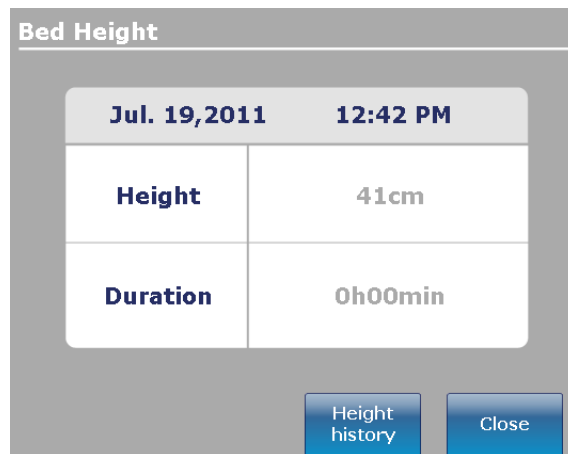 Bed Height
Jul. 19,2011 12:42 PM
Height 41cm
Duration 0h00min
Height
history
Close